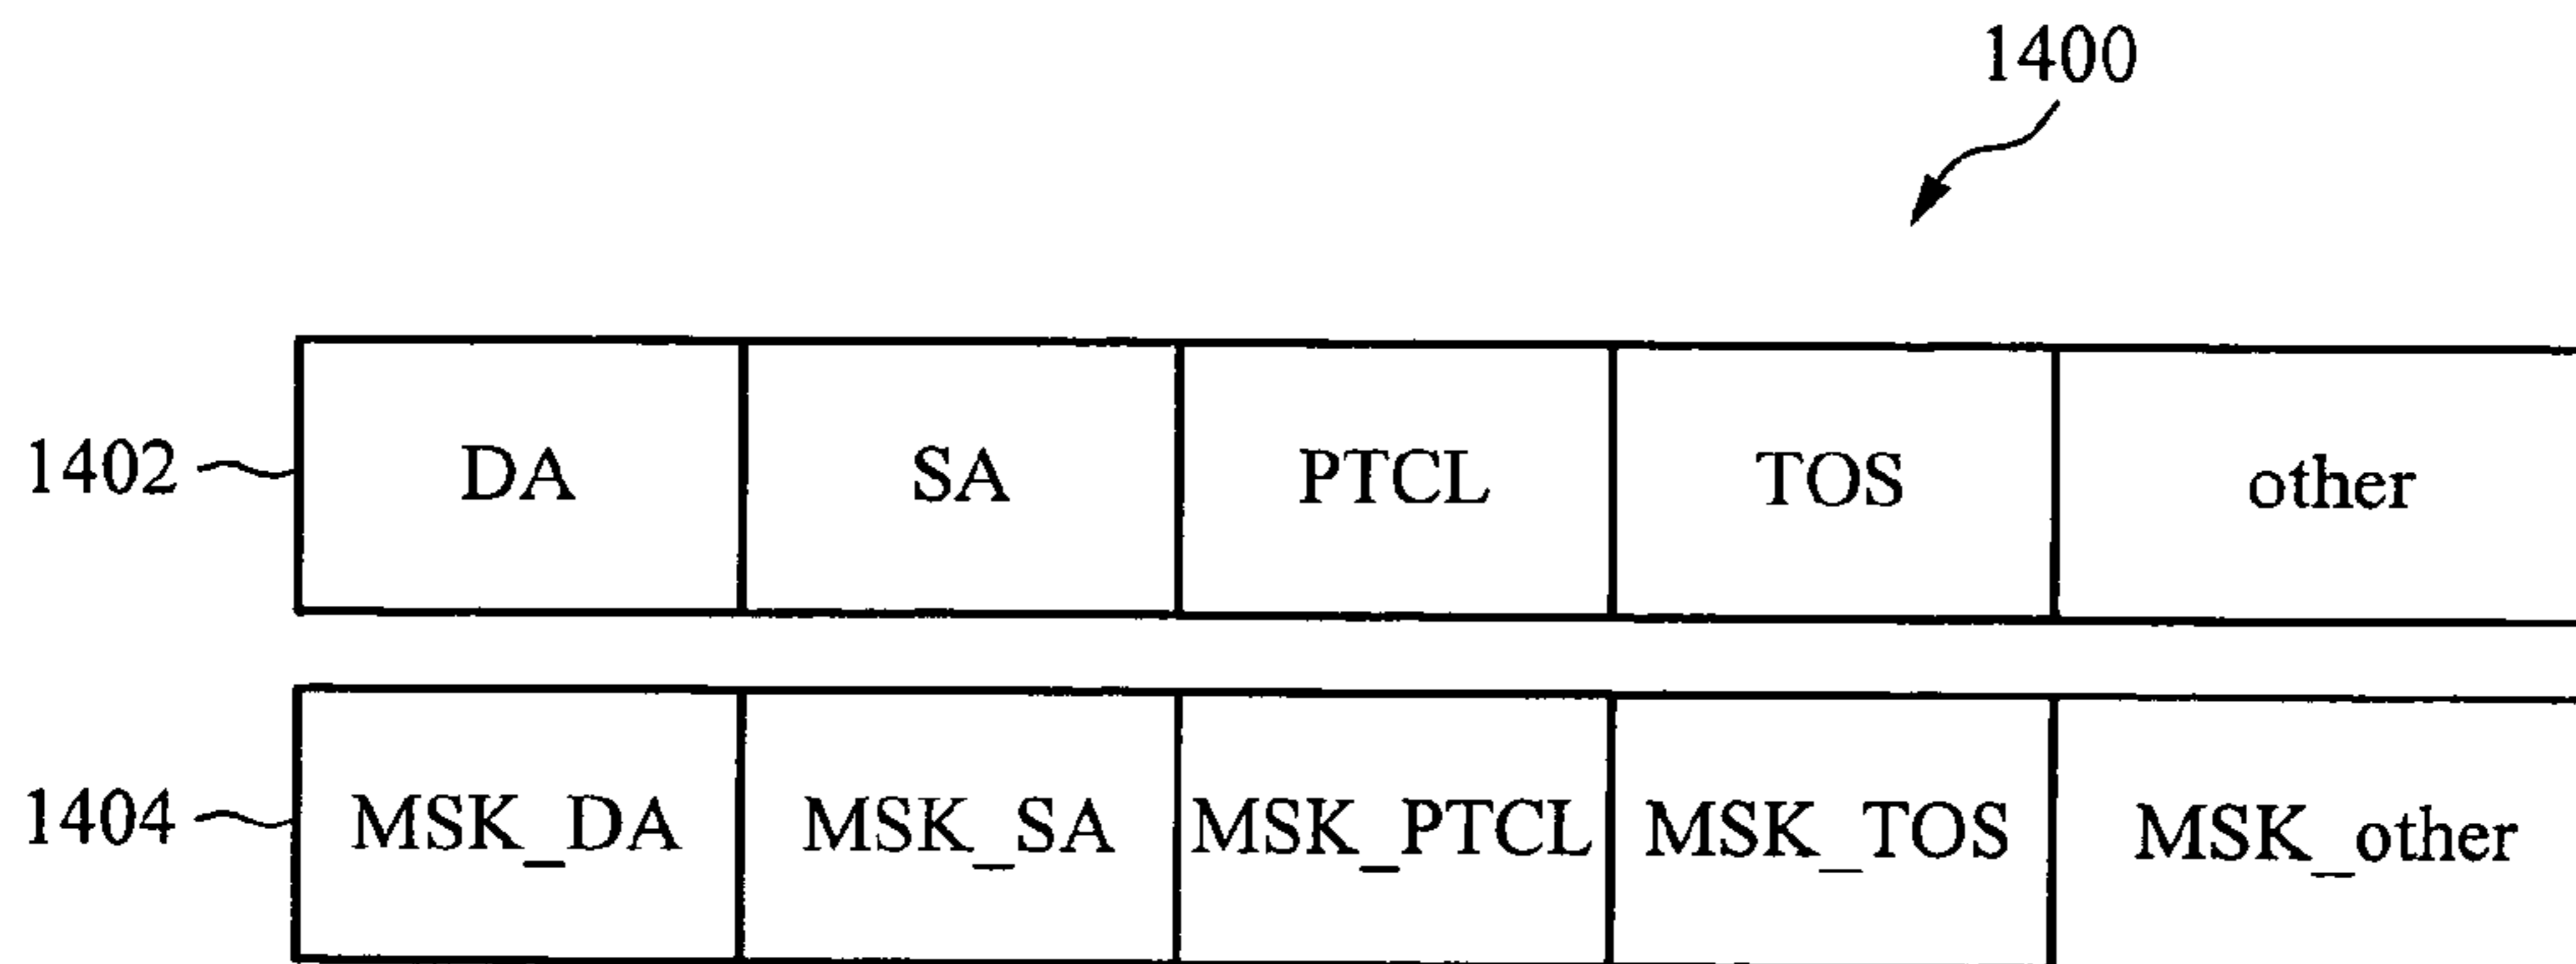 1400
1402 DA SA PTCL TOS other
1404 MSK_DA MSK_SA MSK_PTCL MSK_TOS MSK_other